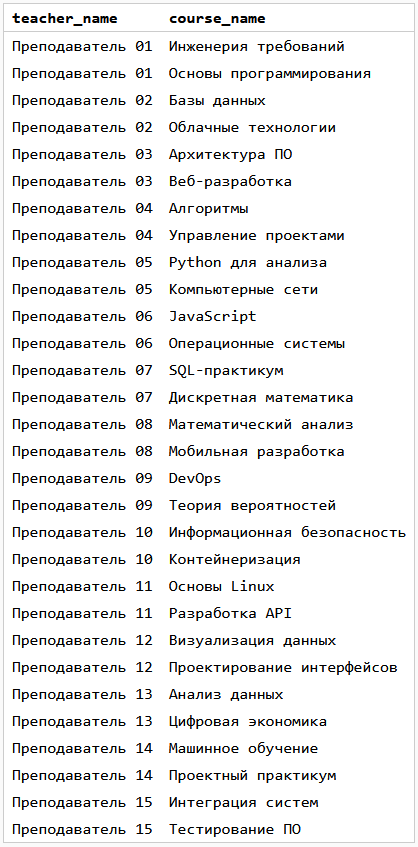 teacher_name course_name
Преподаватель 01 Инженерия требований
Преподаватель 01 Основы программирования
Преподаватель 02 Базы данных
Преподаватель 02 Облачные технологии
Преподаватель 03 Архитектура ПО
Преподаватель 03 Веб-разработка
Преподаватель 04 Алгоритмы
Преподаватель 04 Управление проектами
Преподаватель 05 Python для анализа
Преподаватель 05 Компьютерные сети
Преподаватель 06 JavaScript
Преподаватель 06 Операционные системы
Преподаватель 07 SQL-практикум
Преподаватель 07 Дискретная математика
Преподаватель 08 Математический анализ
Преподаватель 08 Мобильная разработка
Преподаватель 09 DevOps
Преподаватель 09 Теория вероятностей
Преподаватель 10 Информационная безопасность
Преподаватель 10 Контейнеризация
Преподаватель 11 Основы Linux
Преподаватель 11 Разработка API
Преподаватель 12 Визуализация данных
Преподаватель 12 Проектирование интерфейсов
Преподаватель 13 Анализ данных
Преподаватель 13 Цифровая экономика
Преподаватель 14 Машинное обучение
Преподаватель 14 Проектный практикум
Преподаватель 15 Интеграция систем
Преподаватель 15 Тестирование ПО